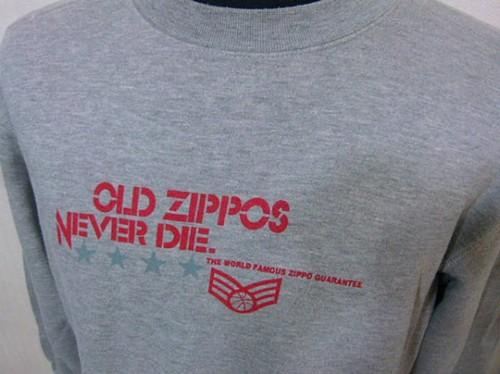 OLD ZIPPOS
NEVER DIE.
THE WORLD FAMOUS ZIPPO GUARANTEE